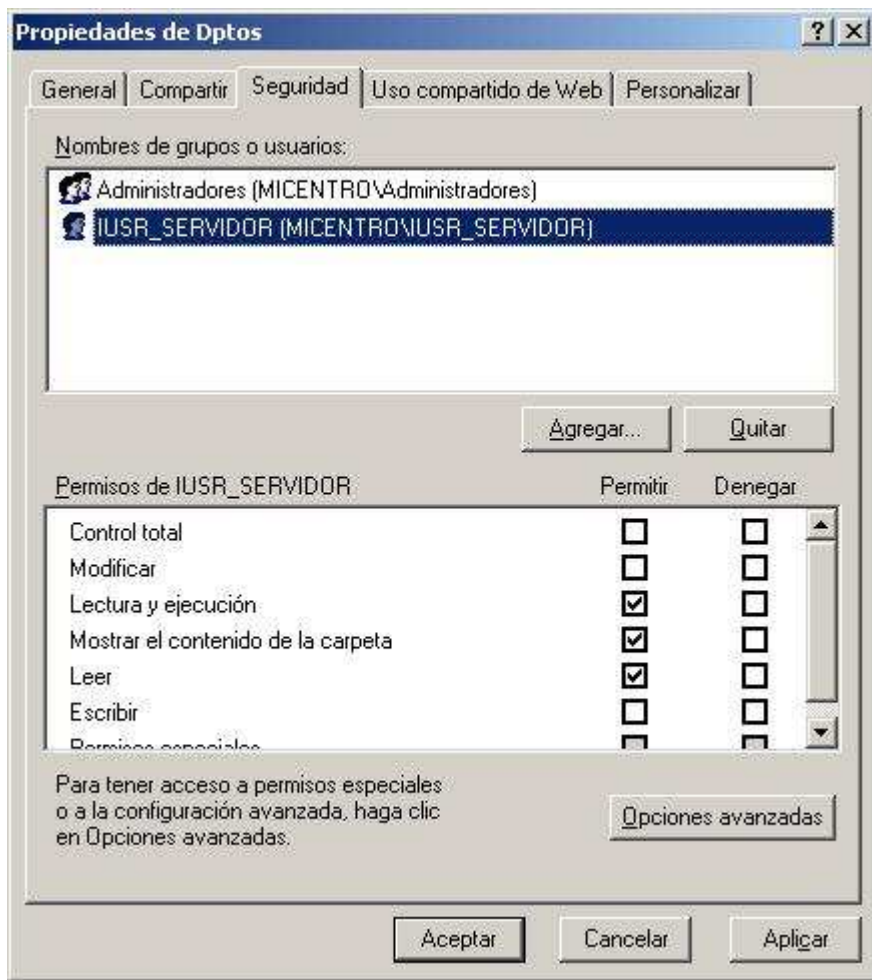 Propiedades de Dptos
General Compartir Seguridad Uso compartido de Web Personalizar
Nombres de grupos o usuarios:
Administradores (MICENTRO\Administradores)
IUSR_SERVIDOR (MICENTRO\IUSR_SERVIDOR)
Agregar... Quitar
Permisos de IUSR_SERVIDOR Permitir Denegar
Control total
Modificar
Lectura y ejecución
Mostrar el contenido de la carpeta
Leer
Escribir
Permisos especiales
Para tener acceso a permisos especiales
o a la configuración avanzada, haga clic
en Opciones avanzadas.
Opciones avanzadas
Aceptar Cancelar Aplicar